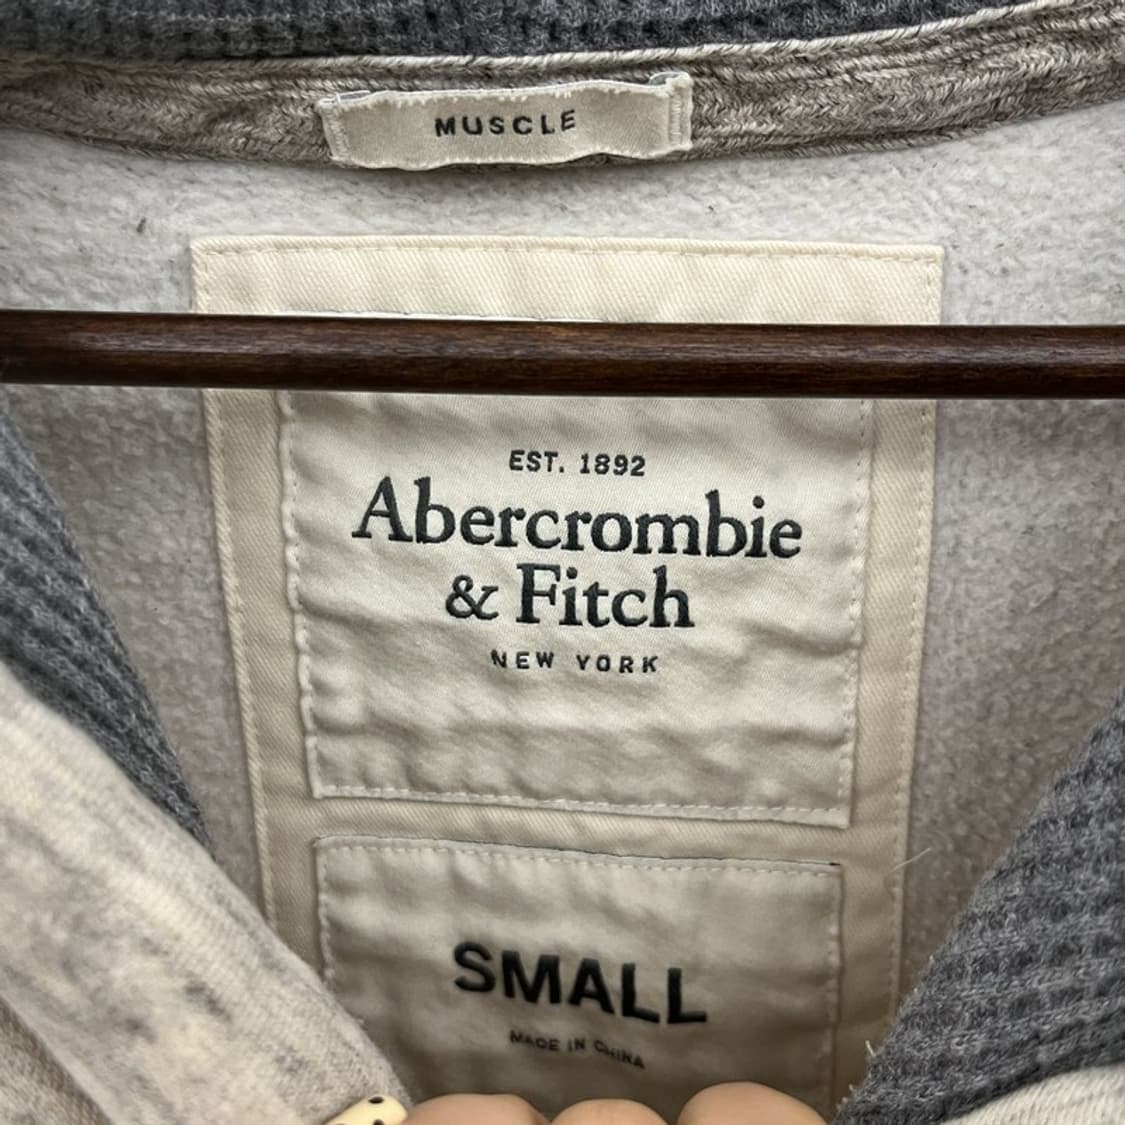 MUSCLE
EST. 1892
Abercrombie
& Fitch
NEW YORK
SMALL
MADE IN CHINA